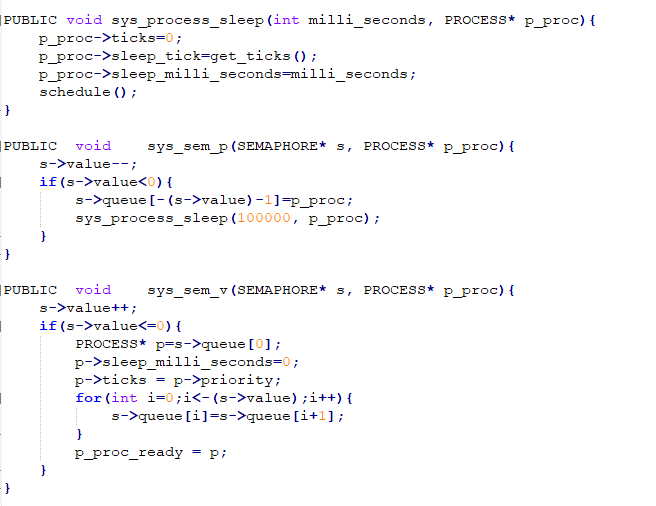 PUBLIC void sys_process_sleep(int milli_seconds, PROCESS* p_proc){
    p_proc->ticks=0;
    p_proc->sleep_tick=get_ticks();
    p_proc->sleep_milli_seconds=milli_seconds;
    schedule();
}

PUBLIC  void    sys_sem_p(SEMAPHORE* s, PROCESS* p_proc){
    s->value--;
    if(s->value<0){
        s->queue[-(s->value)-1]=p_proc;
        sys_process_sleep(100000, p_proc);
    }
}

PUBLIC  void    sys_sem_v(SEMAPHORE* s, PROCESS* p_proc){
    s->value++;
    if(s->value<=0){
        PROCESS* p=s->queue[0];
        p->sleep_milli_seconds=0;
        p->ticks = p->priority;
        for(int i=0;i<-(s->value);i++){
            s->queue[i]=s->queue[i+1];
        }
        p_proc_ready = p;
    }
}